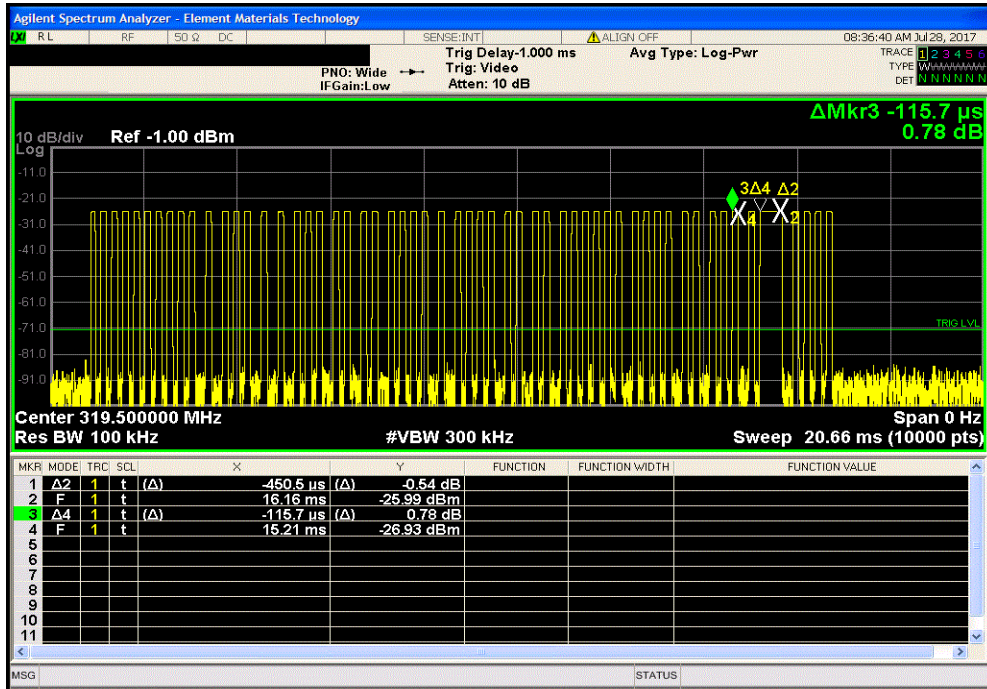 Agilent Spectrum Analyzer - Element Materials Technology
LXI RL RF 50 Ω DC SENSE:INT ALIGN OFF 08:36:40 AM Jul 28, 2017
Trig Delay-1.000 ms Avg Type: Log-Pwr TRACE 1 2 3 4 5 6
PNO: Wide Trig: Video TYPE WWWWWW
IFGain:Low Atten: 10 dB DET N N N N N N
ΔMkr3 -115.7 µs
10 dB/div Ref -1.00 dBm 0.78 dB
Log
-11.0
-21.0
3Δ4 Δ2
4 2
-31.0
-41.0
-51.0
-61.0
-71.0
TRIG LVL
-81.0
-91.0
Center 319.500000 MHz Span 0 Hz
Res BW 100 kHz #VBW 300 kHz Sweep 20.66 ms (10000 pts)
MKR MODE TRC SCL X Y FUNCTION FUNCTION WIDTH FUNCTION VALUE
1 Δ2 1 t (Δ) -450.5 µs (Δ) -0.54 dB
2 F 1 t 16.16 ms -25.99 dBm
3 Δ4 1 t (Δ) -115.7 µs (Δ) 0.78 dB
4 F 1 t 15.21 ms -26.93 dBm
5
6
7
8
9
10
11
MSG STATUS